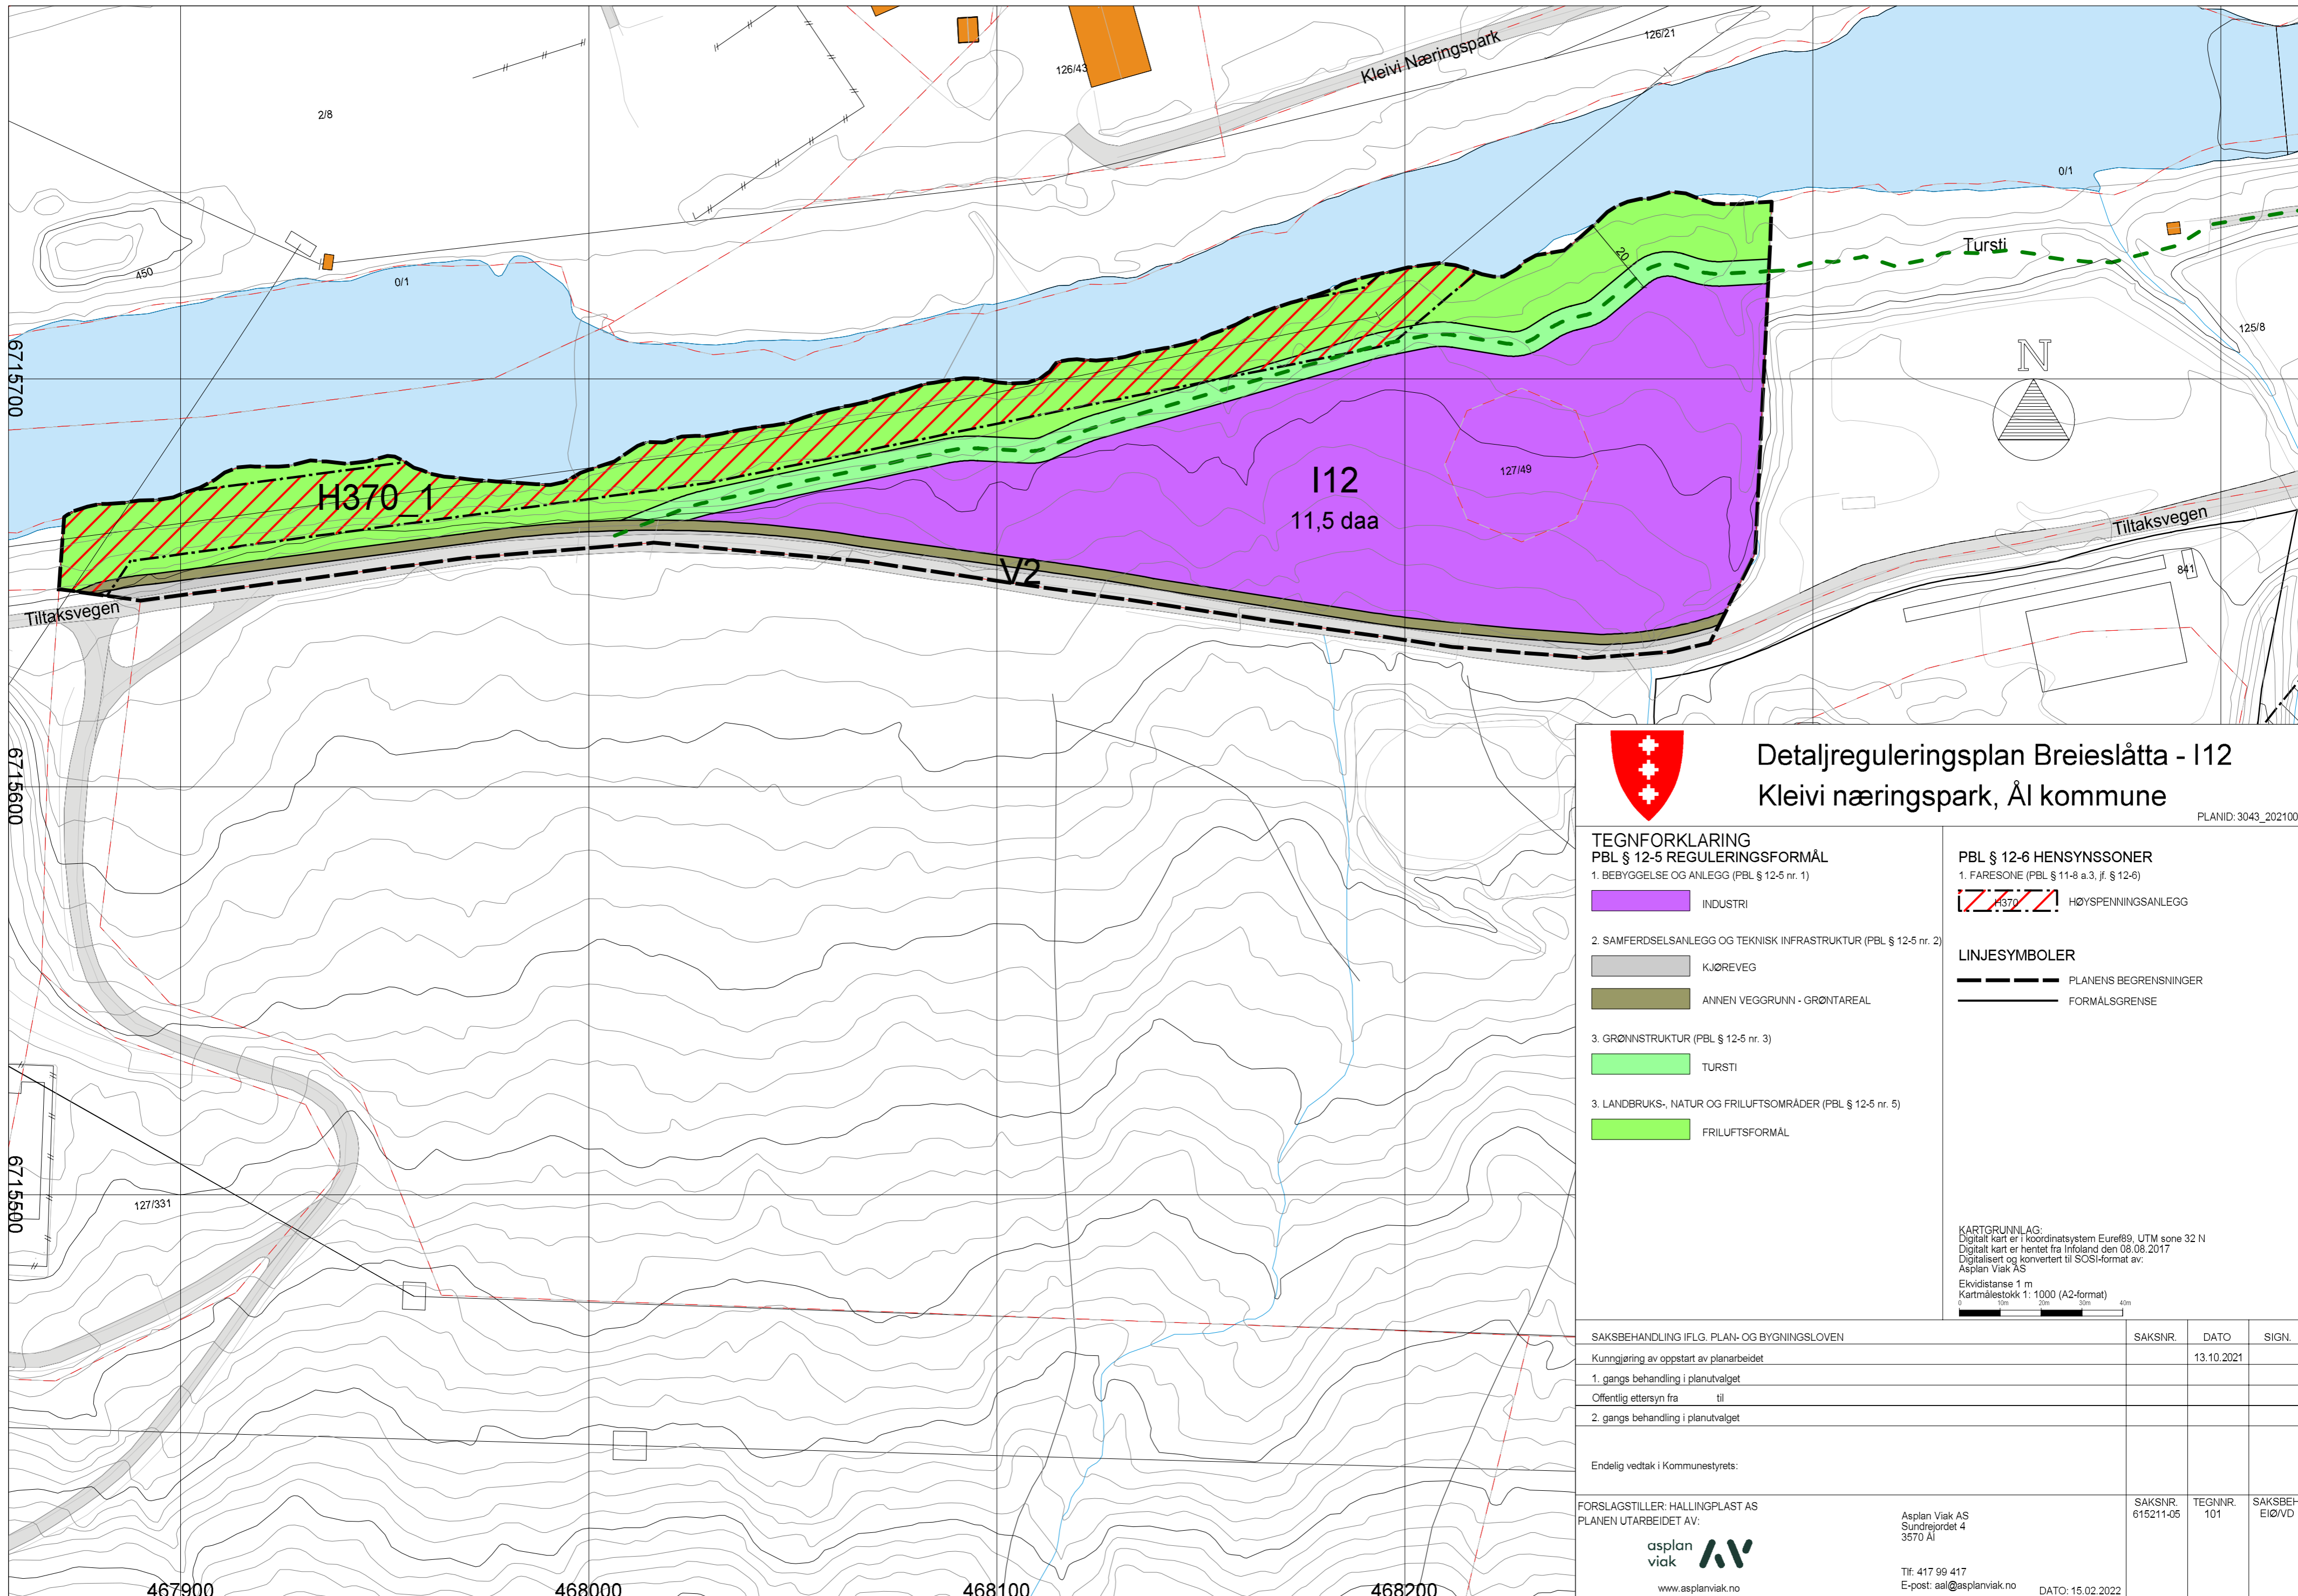 2/8
126/43
Kleivi Næringspark
126/21
0/1
450
0/1
Tursti
20
125/8
N
6715700
H370_1
I12
11,5 daa
127/49
V2
Tiltaksvegen
Tiltaksvegen
841
6715600
6715500
127/331
467900
468000
468100
468200
Detaljreguleringsplan Breieslåtta - I12
Kleivi næringspark, Ål kommune
PLANID: 3043_202100
TEGNFORKLARING
PBL § 12-5 REGULERINGSFORMÅL
1. BEBYGGELSE OG ANLEGG (PBL § 12-5 nr. 1)
INDUSTRI
2. SAMFERDSELSANLEGG OG TEKNISK INFRASTRUKTUR (PBL § 12-5 nr. 2)
KJØREVEG
ANNEN VEGGRUNN - GRØNTAREAL
3. GRØNNSTRUKTUR (PBL § 12-5 nr. 3)
TURSTI
3. LANDBRUKS-, NATUR OG FRILUFTSOMRÅDER (PBL § 12-5 nr. 5)
FRILUFTSFORMÅL
PBL § 12-6 HENSYNSSONER
1. FARESONE (PBL § 11-8 a.3, jf. § 12-6)
H370
HØYSPENNINGSANLEGG
LINJESYMBOLER
PLANENS BEGRENSNINGER
FORMÅLSGRENSE
KARTGRUNNLAG:
Digitalt kart er i koordinatsystem Euref89, UTM sone 32 N
Digitalt kart er hentet fra Infoland den 08.08.2017
Digitalisert og konvertert til SOSI-format av:
Asplan Viak AS
Ekvidistanse 1 m
Kartmålestokk 1: 1000 (A2-format)
0 10m 20m 30m 40m
SAKSBEHANDLING IFLG. PLAN- OG BYGNINGSLOVEN SAKSNR. DATO SIGN.
Kunngjøring av oppstart av planarbeidet 13.10.2021
1. gangs behandling i planutvalget
Offentlig ettersyn fra til
2. gangs behandling i planutvalget
Endelig vedtak i Kommunestyrets:
FORSLAGSTILLER: HALLINGPLAST AS
PLANEN UTARBEIDET AV:
asplan
viak
www.asplanviak.no
Asplan Viak AS
Sundrejordet 4
3570 Ål
Tlf: 417 99 417
E-post: aal@asplanviak.no
DATO: 15.02.2022
SAKSNR.
615211-05
TEGNNR.
101
SAKSBEH
EIØ/VD